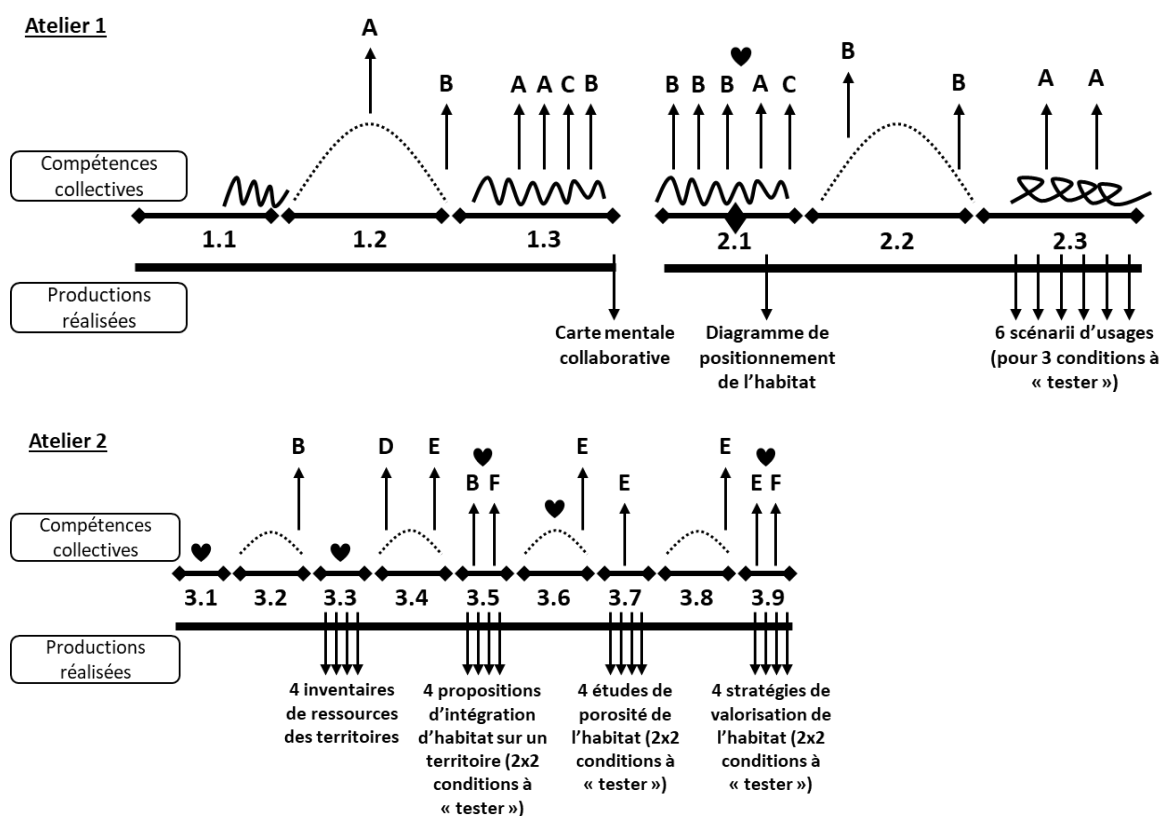 Atelier 1
A
B
A A C B
B B B A C
B
B
A A
Compétences
collectives
1.1 1.2 1.3 2.1 2.2 2.3
Productions
réalisées
Carte mentale
collaborative
Diagramme de
positionnement
de l'habitat
6 scénarii d'usages
(pour 3 conditions à
« tester »)
Atelier 2
B D E E E
B F E E F
Compétences
collectives
3.1 3.2 3.3 3.4 3.5 3.6 3.7 3.8 3.9
Productions
réalisées
4 inventaires
de ressources
des territoires
4 propositions
d'intégration
d'habitat sur un
territoire (2x2
conditions à
« tester »)
4 études de
porosité de
l'habitat (2x2
conditions à
« tester »)
4 stratégies de
valorisation de
l'habitat (2x2
conditions à
« tester »)